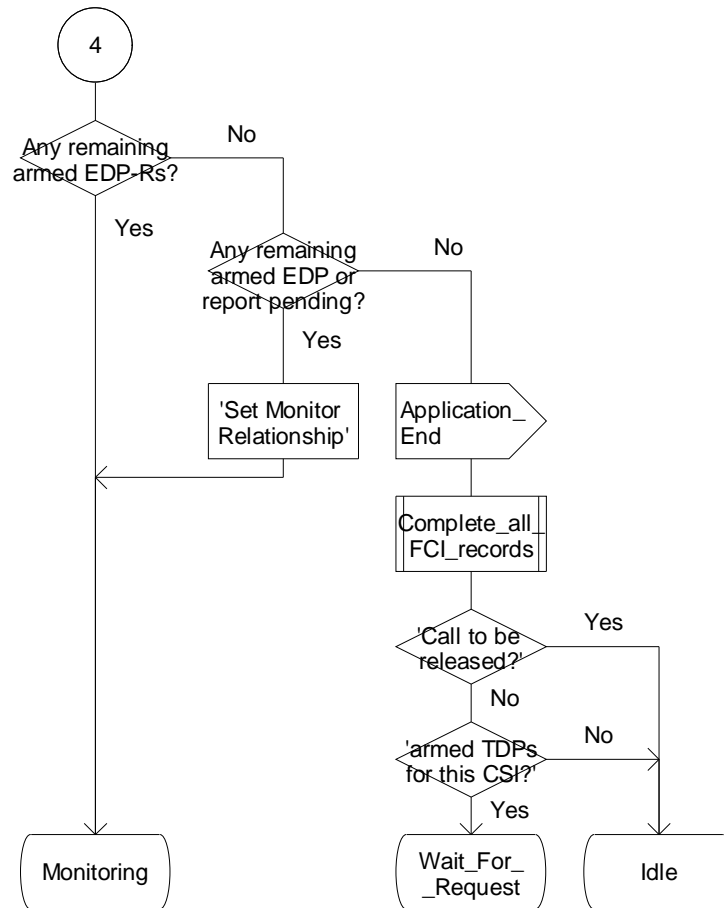 4
Any remaining
armed EDP-Rs?
No
Yes
Any remaining
armed EDP or
report pending?
No
Yes
'Set Monitor
Relationship'
Application_
End
Complete_all_
FCI_records
'Call to be
released?'
Yes
No
'armed TDPs
for this CSI?'
No
Yes
Monitoring
Wait_For_
_Request
Idle